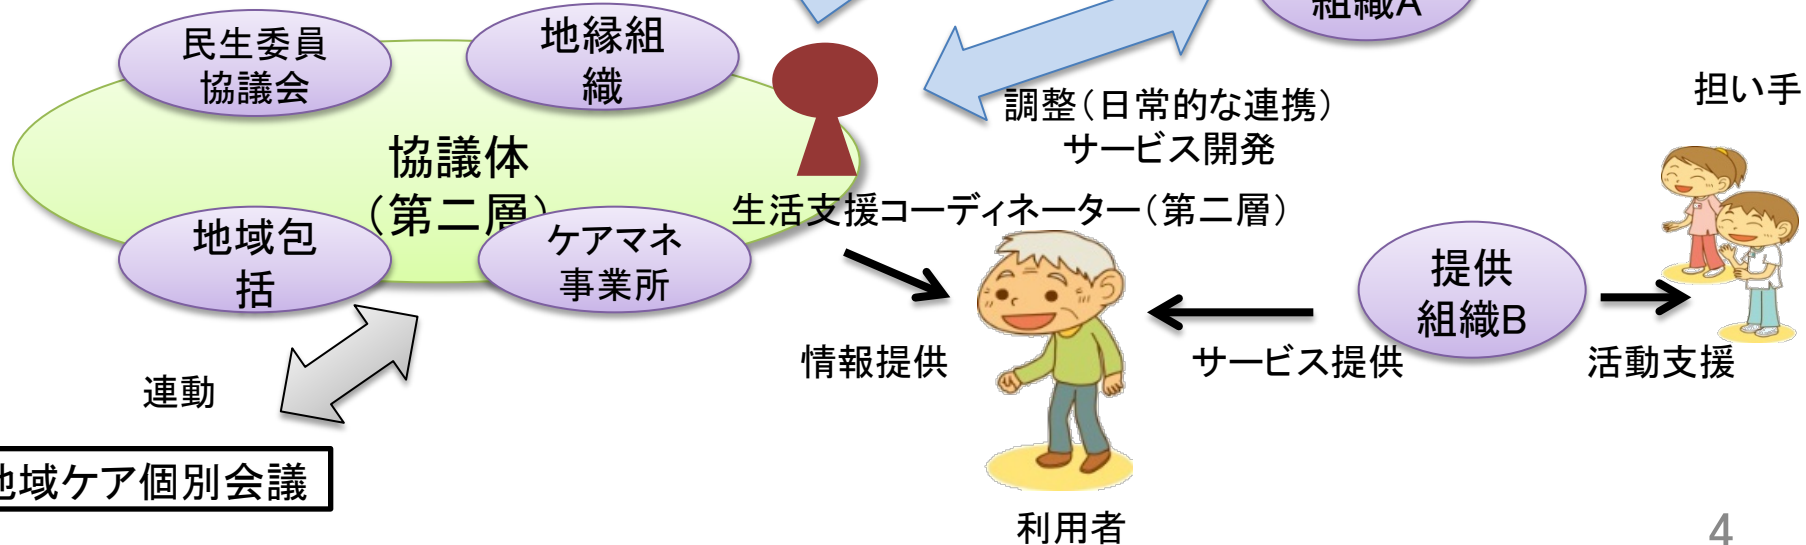 組織A
民生委員
協議会
地縁組
織
担い手
調整（日常的な連携）
サービス開発
協議体
（第二層）
生活支援コーディネーター（第二層）
地域包
括
ケアマネ
事業所
提供
組織B
情報提供
サービス提供
活動支援
連動
地域ケア個別会議
利用者
4